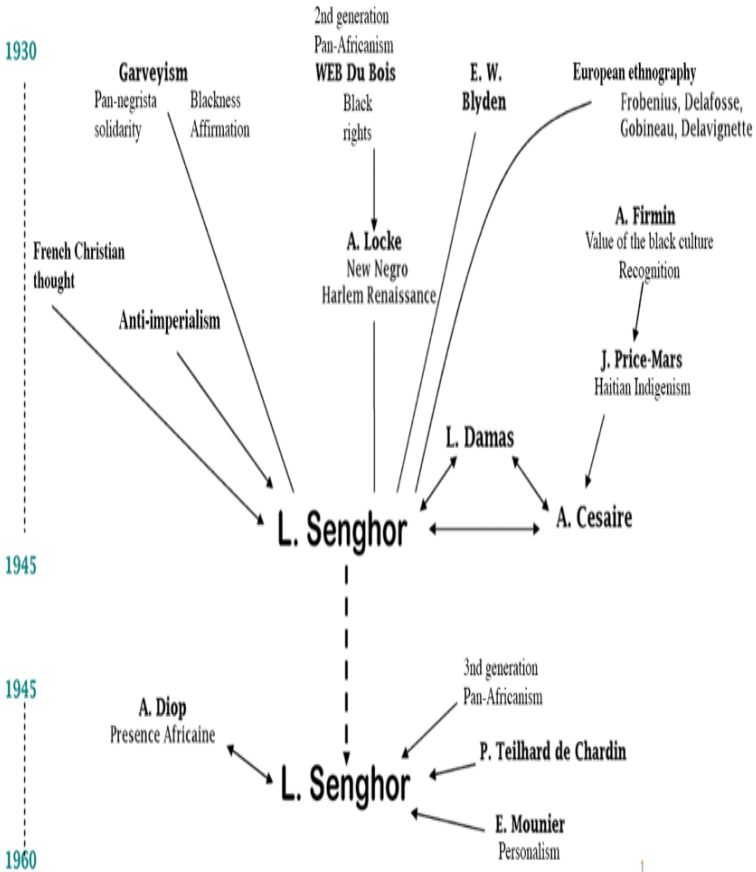 1930
2nd generation
Pan-Africanism
Garveyism
WEB Du Bois
E. W.
Blyden
European ethnography
Pan-negrista
solidarity
Blackness
Affirmation
Black
rights
Frobenius, Delafosse,
Gobineau, Delavignette
A. Firmin
Value of the black culture
Recognition
A. Locke
New Negro
Harlem Renaissance
French Christian
thought
Anti-imperialism
J. Price-Mars
Haitian Indigenism
L. Damas
L. Senghor
A. Cesaire
1945
1945
3nd generation
Pan-Africanism
A. Diop
Presence Africaine
P. Teilhard de Chardin
L. Senghor
E. Mounier
Personalism
1960